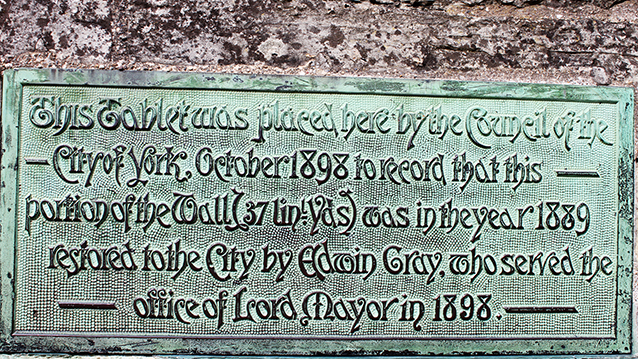 This Tablet was placed here by the Council of the
City of York, October 1898 to record that this
portion of the Wall (37 lin: Yds) was in the year 1889
restored to the City by Edwin Gray, who served the
office of Lord Mayor in 1898.